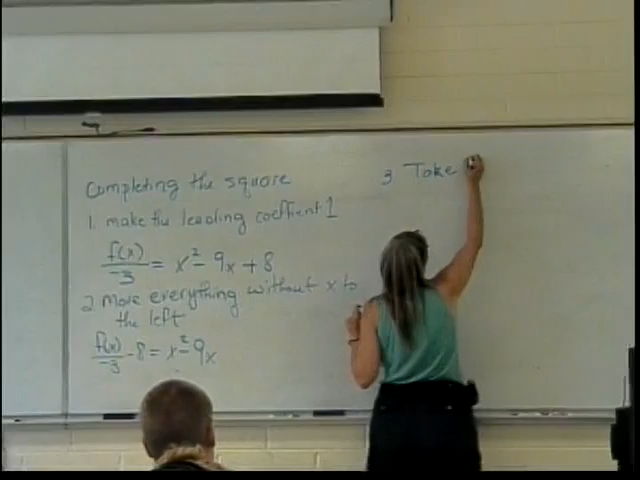 Completing the square
1. make the leading coeffient 1
f(x)/-3 = x² - 9x + 8
2. Move everything without x to
the left
f(x)/-3 - 8 = x² - 9x
3 Take